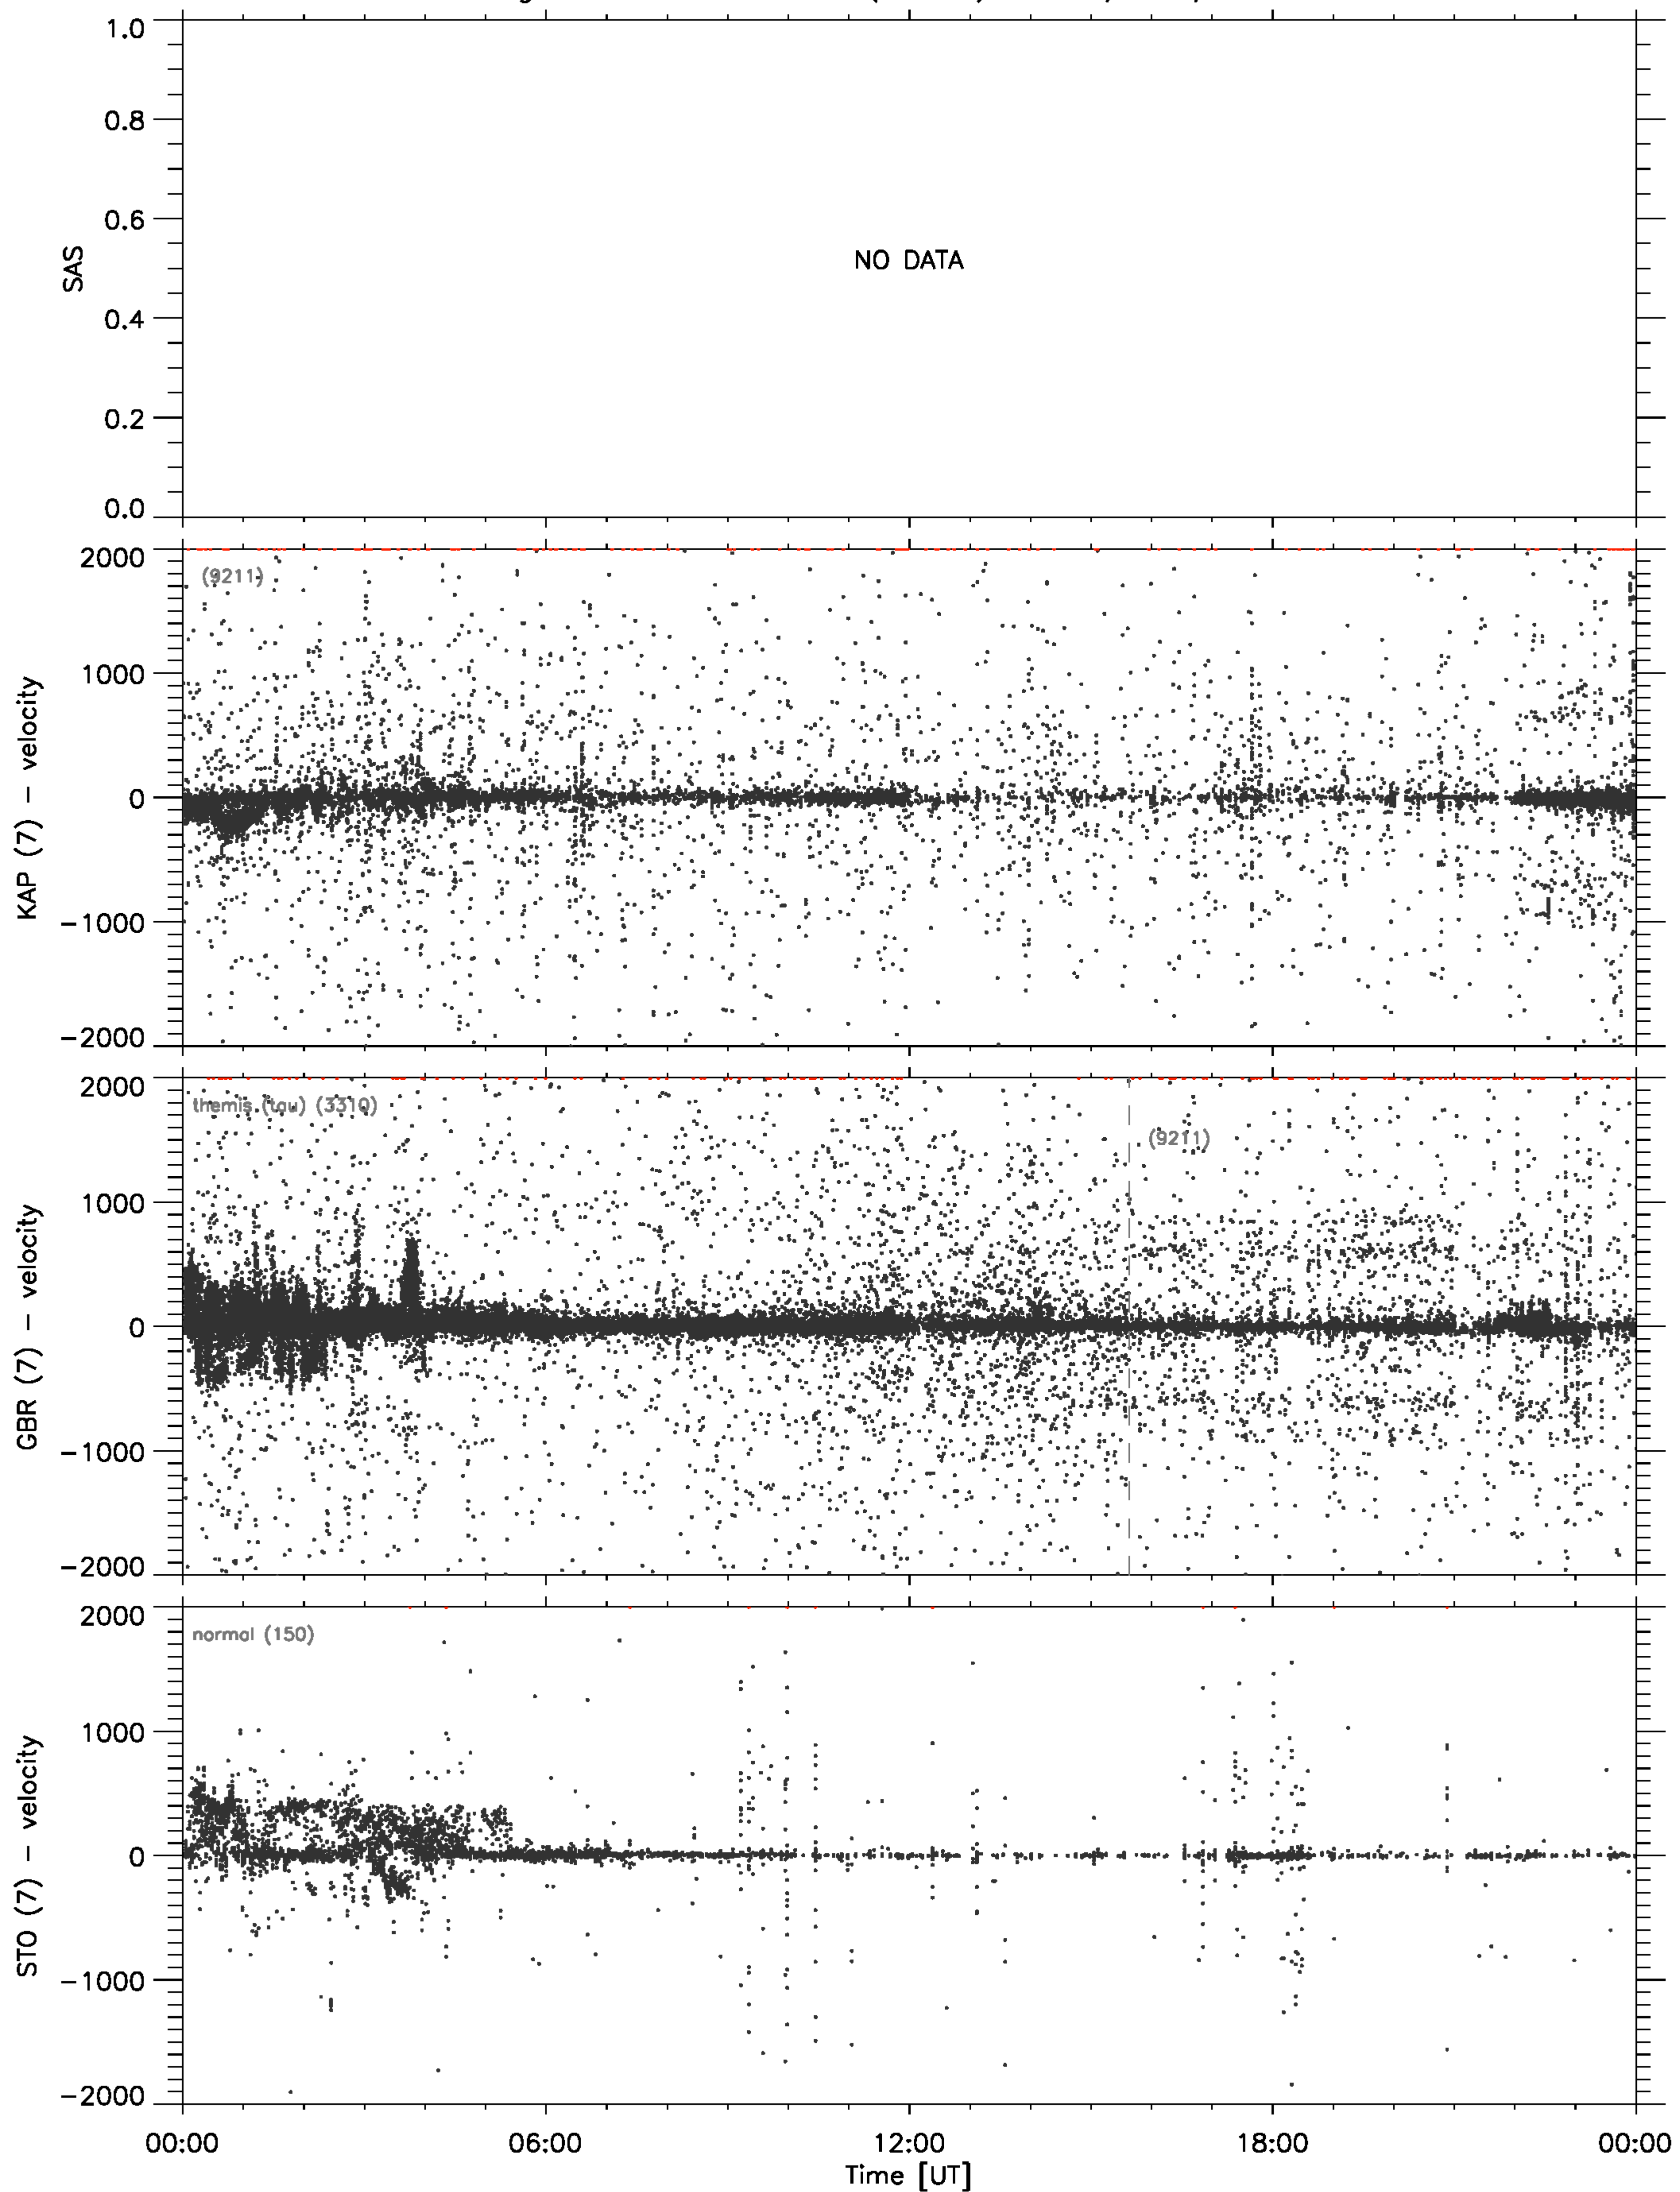 1.0
0.8
0.6
0.4
0.2
0.0
SAS
NO DATA
2000
1000
0
−1000
−2000
KAP (7) − velocity
(9211)
2000
1000
0
−1000
−2000
GBR (7) − velocity
themis (tau) (3310)
(9211)
2000
1000
0
−1000
−2000
STO (7) − velocity
normal (150)
00:00 06:00 12:00 18:00 00:00
Time [UT]